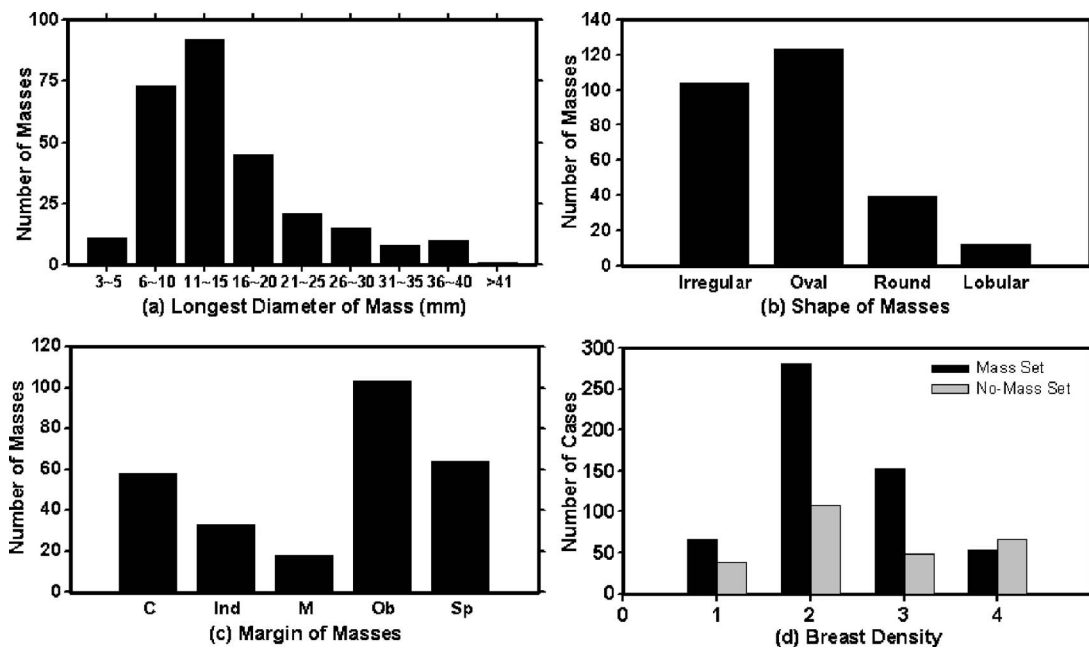 100
75
50
25
0
Number of Masses
3~5 6~10 11~15 16~20 21~25 26~30 31~35 36~40 >41
(a) Longest Diameter of Mass (mm)
140
120
100
80
60
40
20
0
Number of Masses
Irregular Oval Round Lobular
(b) Shape of Masses
120
100
80
60
40
20
0
Number of Masses
C Ind M Ob Sp
(c) Margin of Masses
300
250
200
150
100
50
0
Number of Cases
Mass Set
No-Mass Set
0 1 2 3 4
(d) Breast Density